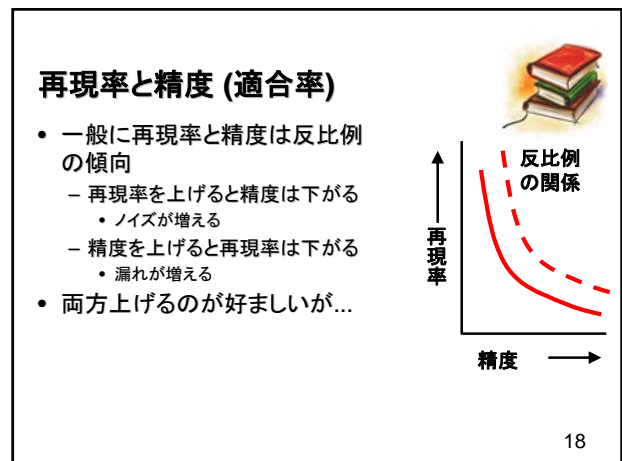 再現率と精度 (適合率)
• 一般に再現率と精度は反比例
の傾向
– 再現率を上げると精度は下がる
• ノイズが増える
– 精度を上げると再現率は下がる
• 漏れが増える
• 両方上げるのが好ましいが...
反比例
の関係
再現率
精度
18